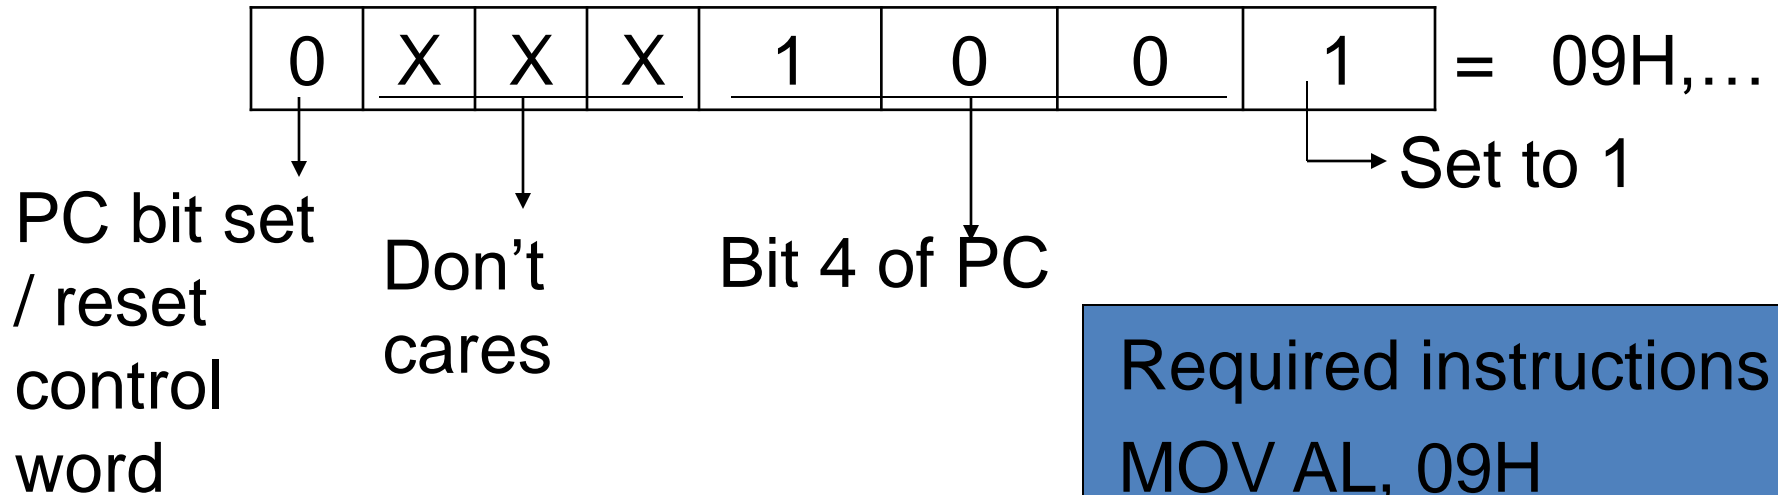 0 X X X 1 0 0 1 = 09H,…
Set to 1
PC bit set
/ reset
control
word
Don’t
cares
Bit 4 of PC
Required instructions
MOV AL, 09H